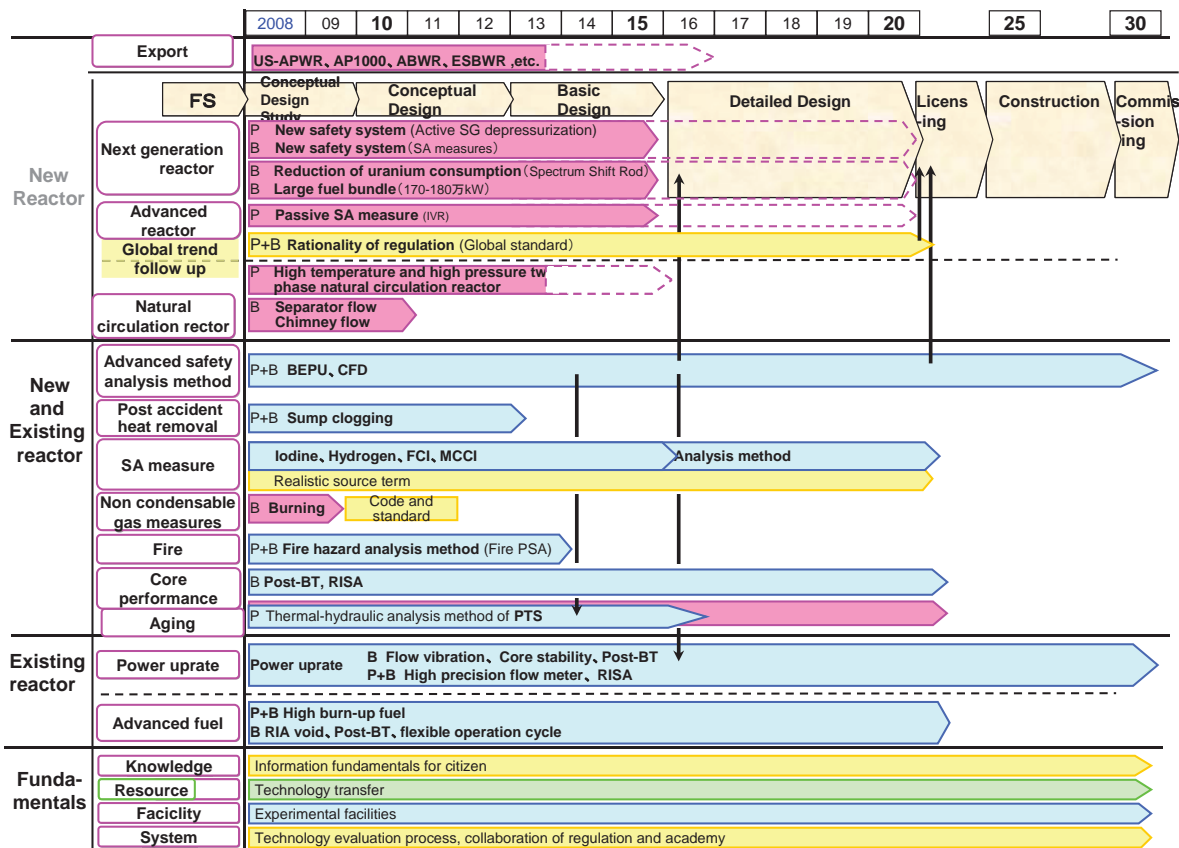 2008 09 10 11 12 13 14 15 16 17 18 19 20 25 30
Export
US-APWR、AP1000、ABWR、ESBWR ,etc.
New
Reactor
FS
Conceptual
Design
Study
Conceptual
Design
Basic
Design
Detailed Design
Licens
-ing
Construction
Commis
-sion
ing
Next generation
reactor
P New safety system (Active SG depressurization)
B New safety system (SA measures)
B Reduction of uranium consumption (Spectrum Shift Rod)
B Large fuel bundle (170-180万kW)
Advanced
reactor
P Passive SA measure (IVR)
Global trend
follow up
P+B Rationality of regulation (Global standard)
P High temperature and high pressure tw
phase natural circulation reactor
Natural
circulation rector
B Separator flow
Chimney flow
New
and
Existing
reactor
Advanced safety
analysis method
P+B BEPU、CFD
Post accident
heat removal
P+B Sump clogging
SA measure
Iodine、Hydrogen、FCI、MCCI
Analysis method
Realistic source term
Non condensable
gas measures
B Burning
Code and
standard
Fire
P+B Fire hazard analysis method (Fire PSA)
Core
performance
B Post-BT, RISA
Aging
P Thermal-hydraulic analysis method of PTS
Existing
reactor
Power uprate
Power uprate
B Flow vibration、Core stability、Post-BT
P+B High precision flow meter、RISA
Advanced fuel
P+B High burn-up fuel
B RIA void、Post-BT、flexible operation cycle
Funda-
mentals
Knowledge
Information fundamentals for citizen
Resource
Technology transfer
Faciclity
Experimental facilities
System
Technology evaluation process, collaboration of regulation and academy